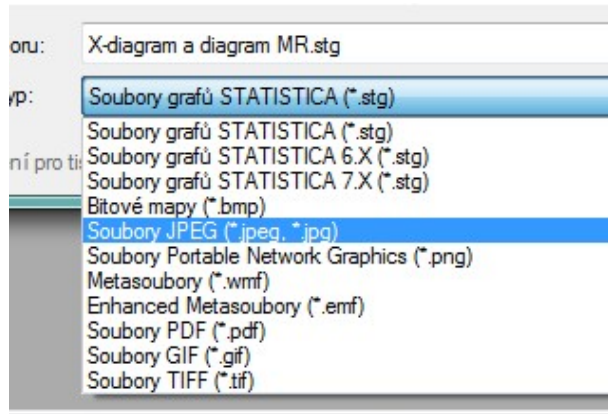 oru: X-diagram a diagram MR.stg
yp: Soubory grafů STATISTICA (*.stg)
Soubory grafů STATISTICA (*.stg)
Soubory grafů STATISTICA 6.X (*.stg)
ní pro ti Soubory grafů STATISTICA 7.X (*.stg)
Bitové mapy (*.bmp)
Soubory JPEG (*.jpeg, *.jpg)
Soubory Portable Network Graphics (*.png)
Metasoubory (*.wmf)
Enhanced Metasoubory (*.emf)
Soubory PDF (*.pdf)
Soubory GIF (*.gif)
Soubory TIFF (*.tif)